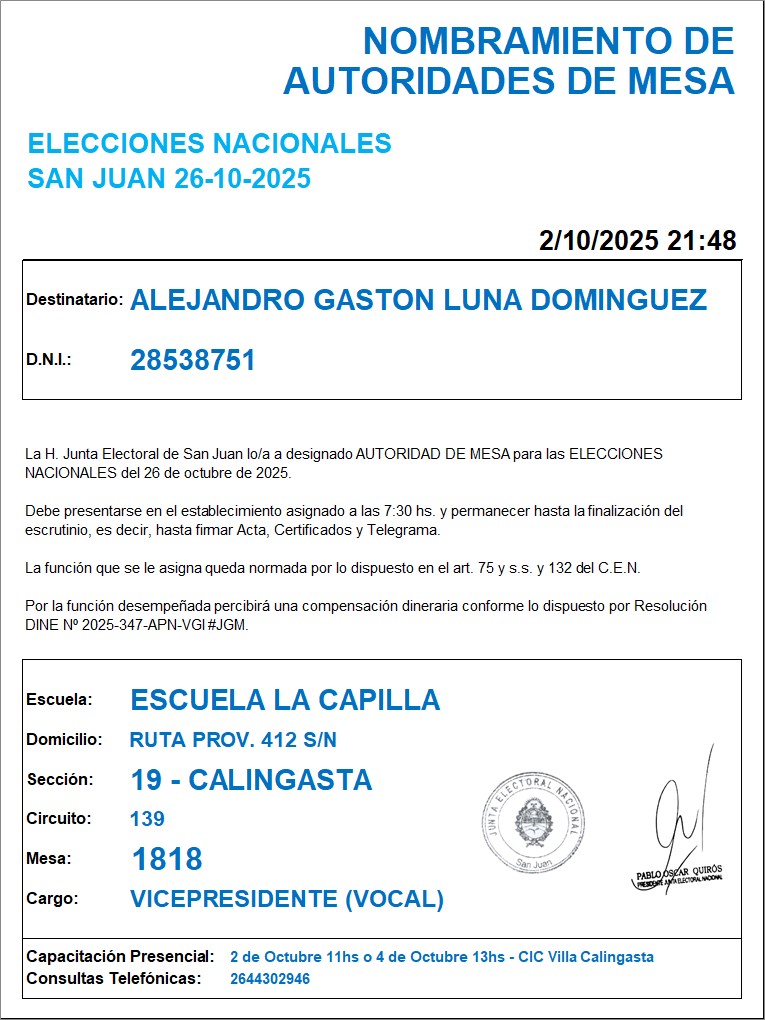 NOMBRAMIENTO DE
AUTORIDADES DE MESA
ELECCIONES NACIONALES
SAN JUAN 26-10-2025
2/10/2025 21:48
Destinatario: ALEJANDRO GASTON LUNA DOMINGUEZ
D.N.I.: 28538751
La H. Junta Electoral de San Juan lo/a a designado AUTORIDAD DE MESA para las ELECCIONES
NACIONALES del 26 de octubre de 2025.
Debe presentarse en el establecimiento asignado a las 7:30 hs. y permanecer hasta la finalización del
escrutinio, es decir, hasta firmar Acta, Certificados y Telegrama.
La función que se le asigna queda normada por lo dispuesto en el art. 75 y s.s. y 132 del C.E.N.
Por la función desempeñada percibirá una compensación dineraria conforme lo dispuesto por Resolución
DINE Nº 2025-347-APN-VGI#JGM.
Escuela: ESCUELA LA CAPILLA
Domicilio: RUTA PROV. 412 S/N
Sección: 19 - CALINGASTA
Circuito: 139
Mesa: 1818
Cargo: VICEPRESIDENTE (VOCAL)
JUNTA ELECTORAL NACIONAL
San Juan
PABLO OSCAR QUIRÓS
PRESIDENTE JUNTA ELECTORAL NACIONAL
Capacitación Presencial: 2 de Octubre 11hs o 4 de Octubre 13hs - CIC Villa Calingasta
Consultas Telefónicas: 2644302946